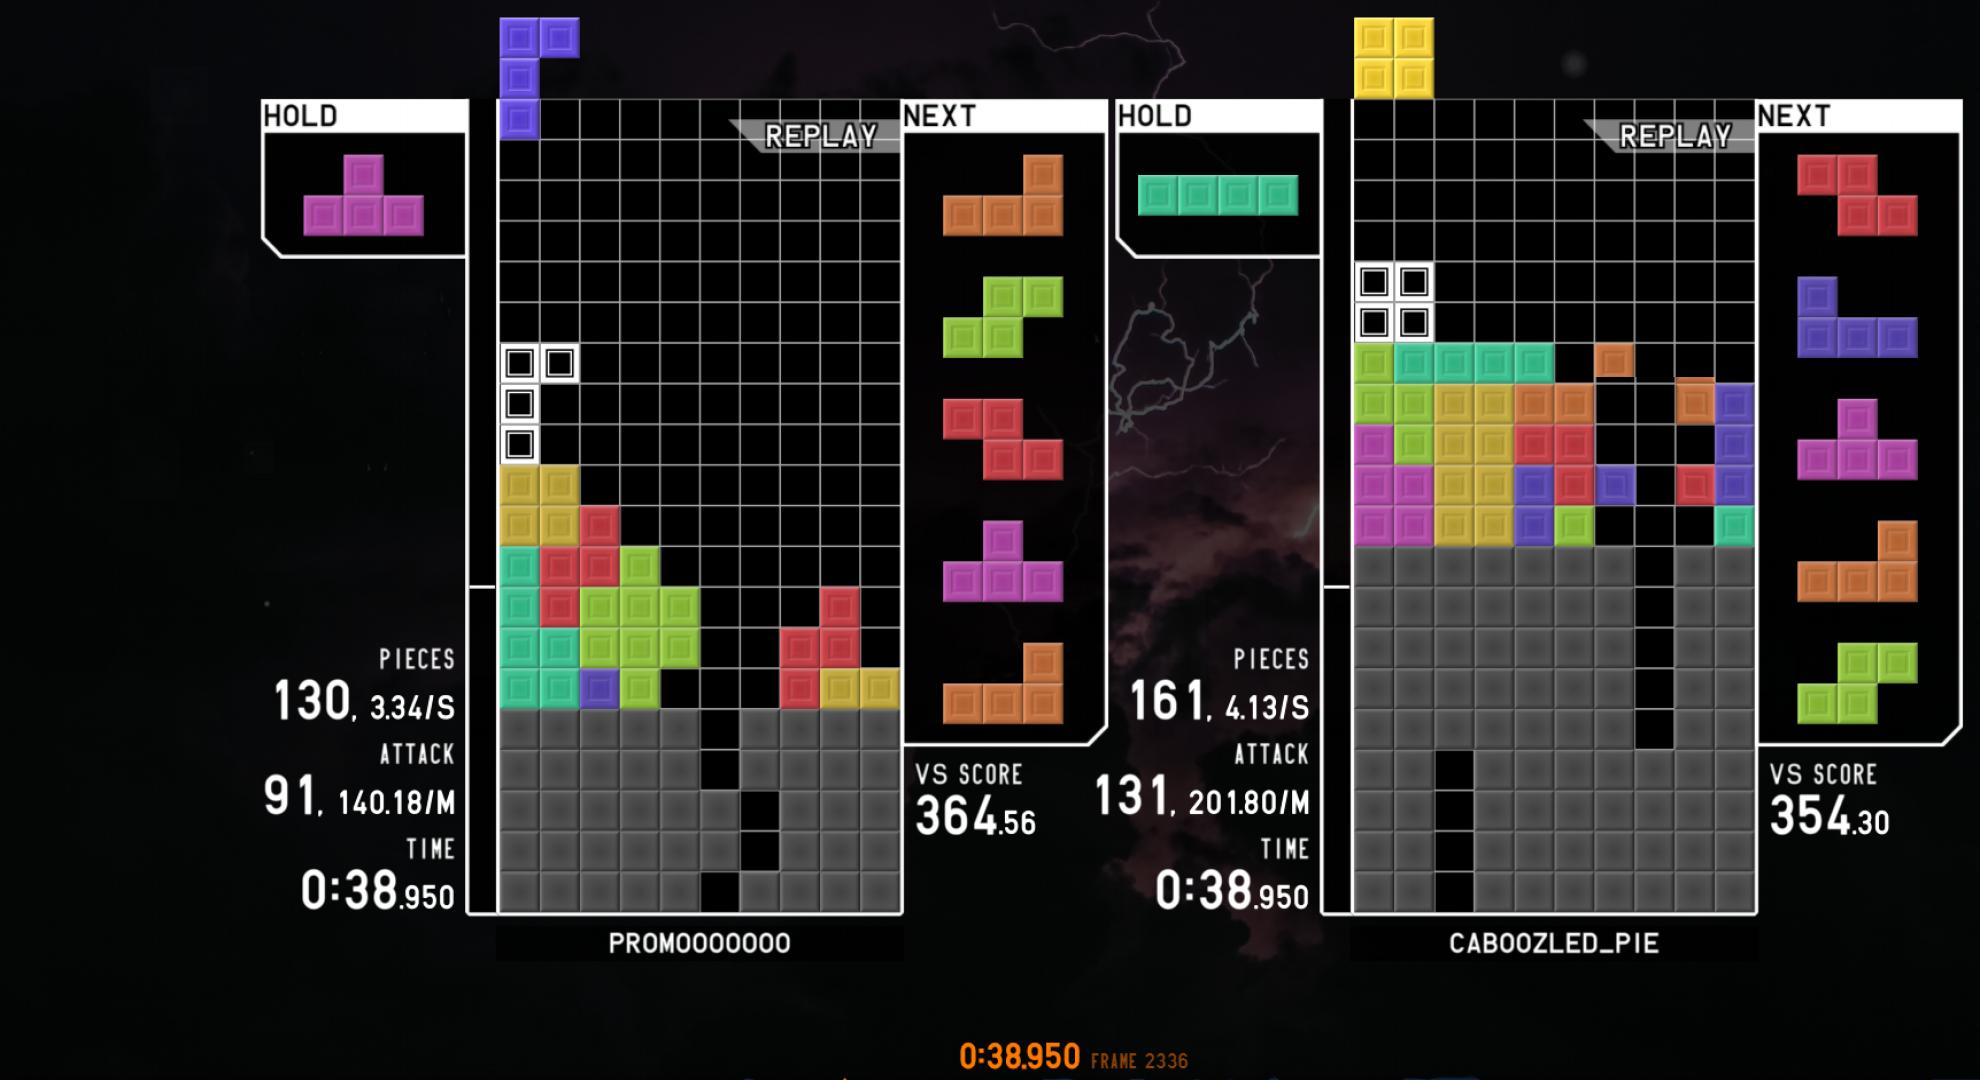 HOLD
REPLAY
NEXT
PIECES
130, 3.34/S
ATTACK
91, 140.18/M
TIME
0:38.950
VS SCORE
364.56
PROMO0000000
HOLD
REPLAY
NEXT
PIECES
161, 4.13/S
ATTACK
131, 201.80/M
TIME
0:38.950
VS SCORE
354.30
CABOOZLED_PIE
0:38.950 FRAME 2336